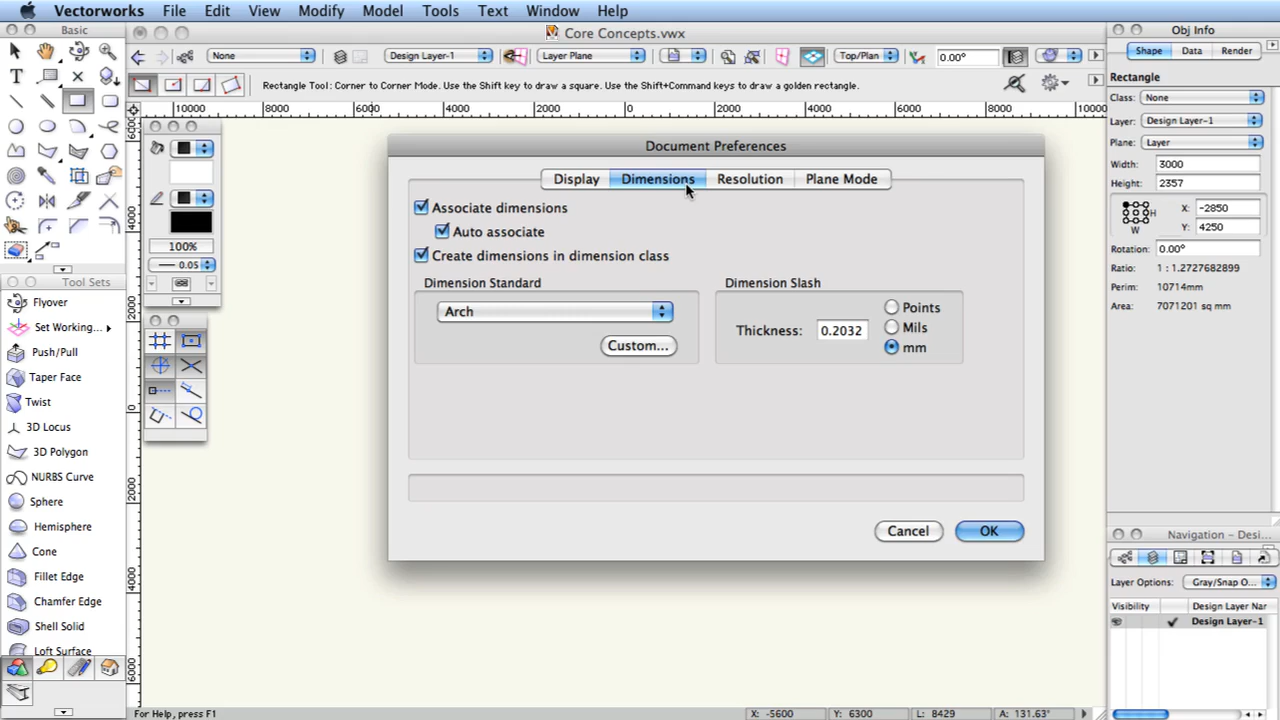 Vectorworks File Edit View Modify Model Tools Text Window Help
Basic
Core Concepts.vwx
None
Design Layer-1
Layer Plane
Top/Plan
0.00°
Rectangle Tool: Corner to Corner Mode. Use the Shift key to draw a square. Use the Shift+Command keys to draw a golden rectangle.
10000 8000 4000 2000 0 2000 4000 6000 8000 10000
4000
2000
0
2000
4000
6000
100%
0.05
Tool Sets
Flyover
Set Working...
Push/Pull
Taper Face
Twist
3D Locus
3D Polygon
NURBS Curve
Sphere
Hemisphere
Cone
Fillet Edge
Chamfer Edge
Shell Solid
Loft Surface
Document Preferences
Display Dimensions Resolution Plane Mode
Associate dimensions
Auto associate
Create dimensions in dimension class
Dimension Standard
Arch
Custom...
Dimension Slash
Thickness: 0.2032
Points
Mils
mm
Cancel OK
Obj Info
Shape Data Render
Rectangle
Class: None
Layer: Design Layer-1
Plane: Layer
Width: 3000
Height: 2357
H
W
X: -2850
Y: 4250
Rotation: 0.00°
Ratio: 1 : 1.2727682899
Perim: 10714mm
Area: 7071201 sq mm
Navigation - Desi...
Layer Options: Gray/Snap O...
Visibility Design Layer Nar
Design Layer-1
For Help, press F1
X: -5600 Y: 6300 L: 8429 A: 131.63°